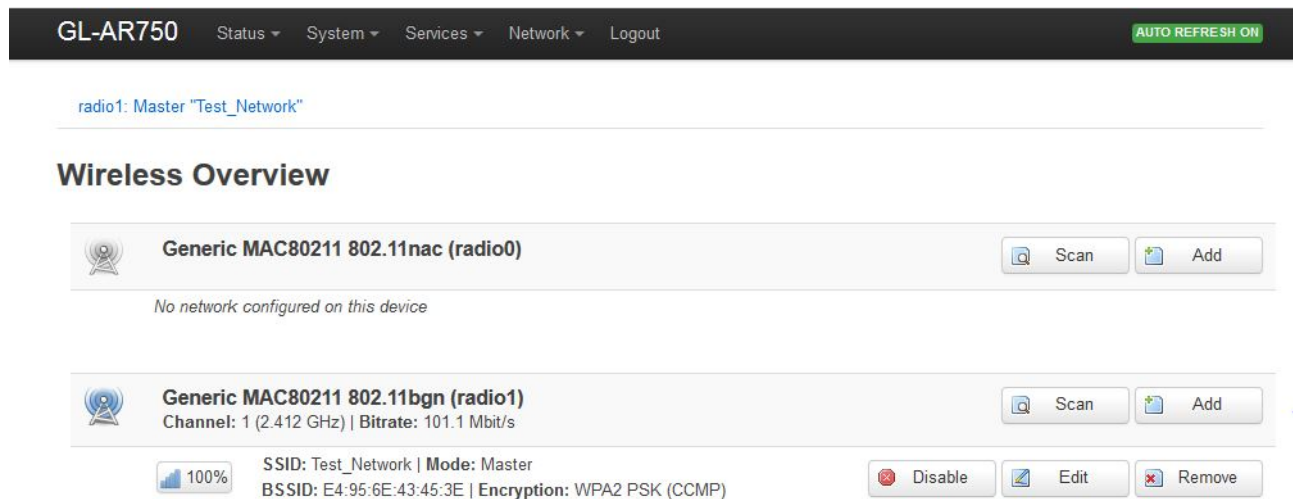 GL-AR750 Status System Services Network Logout AUTO REFRESH ON
radio1: Master "Test_Network"
Wireless Overview
Generic MAC80211 802.11nac (radio0) Scan Add
No network configured on this device
Generic MAC80211 802.11bgn (radio1) Scan Add
Channel: 1 (2.412 GHz) | Bitrate: 101.1 Mbit/s
100% SSID: Test_Network | Mode: Master Disable Edit Remove
BSSID: E4:95:6E:43:45:3E | Encryption: WPA2 PSK (CCMP)